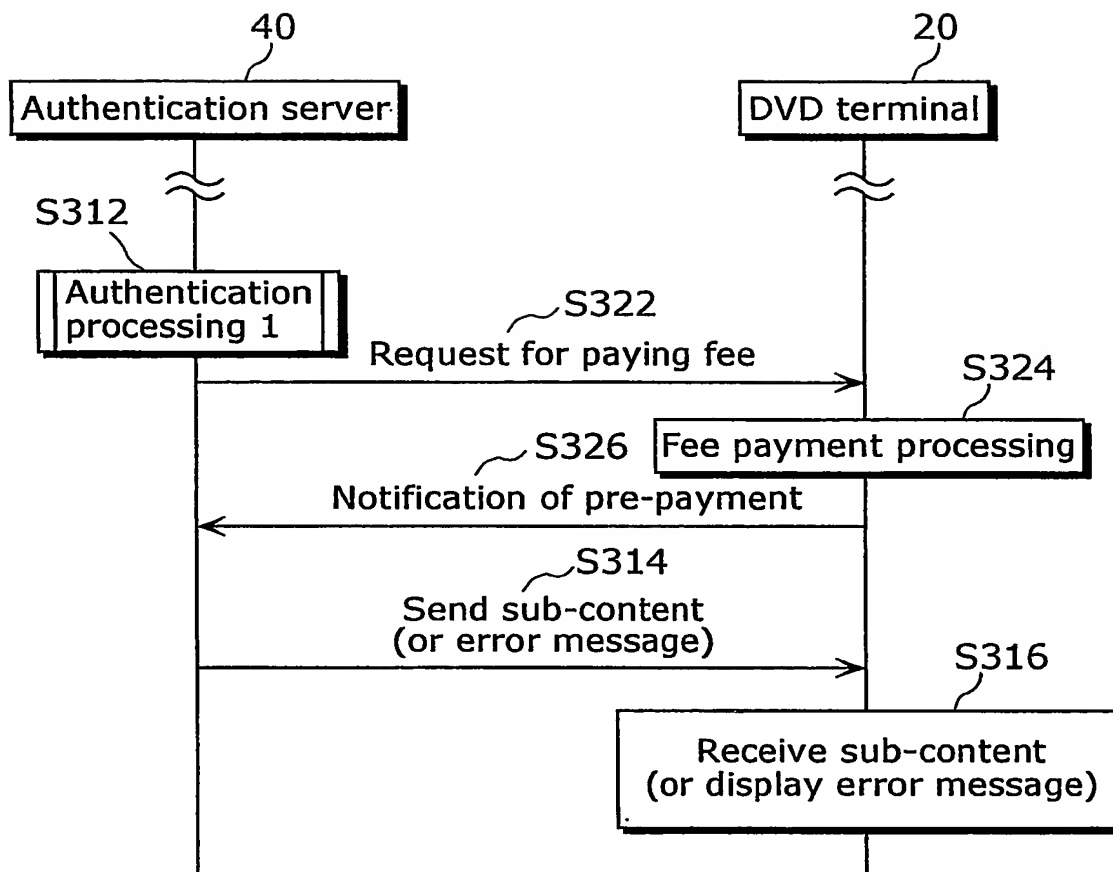 40
20
Authentication server
DVD terminal
S312
Authentication
processing 1
S322
Request for paying fee
S324
Fee payment processing
S326
Notification of pre-payment
S314
Send sub-content
(or error message)
S316
Receive sub-content
(or display error message)